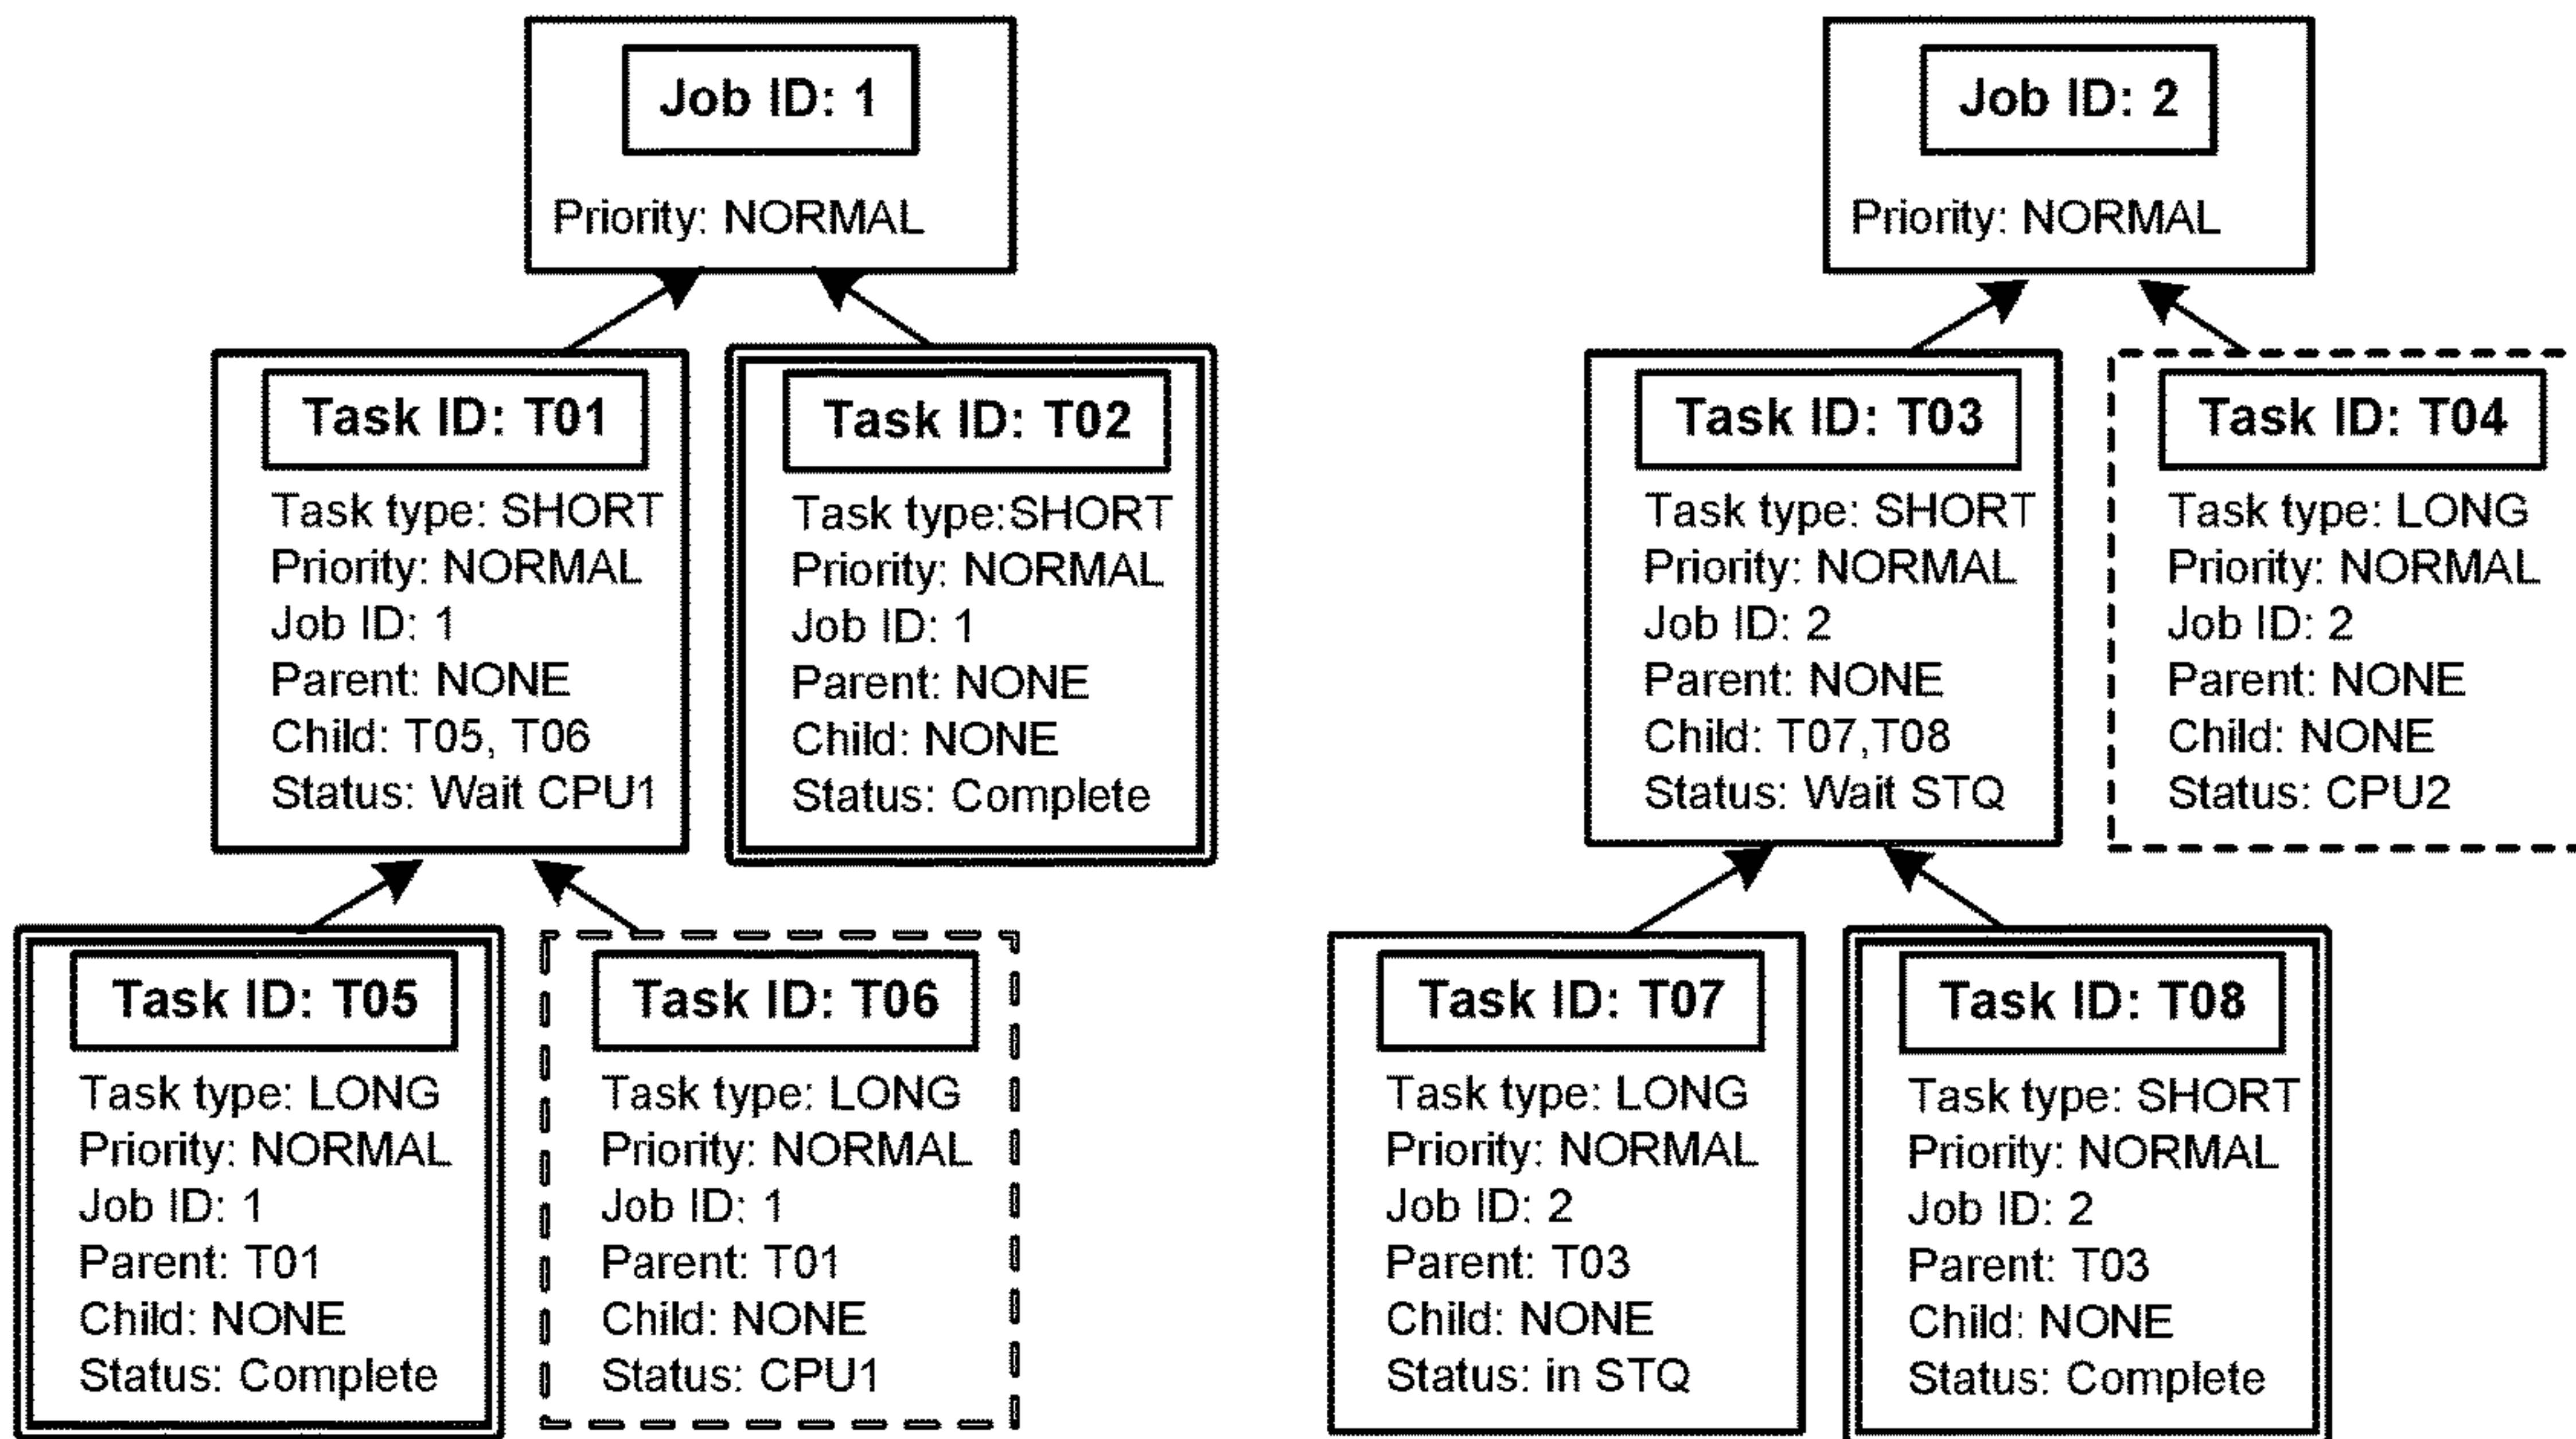 Job ID: 1
Priority: NORMAL
Job ID: 2
Priority: NORMAL
Task ID: T01
Task type: SHORT
Priority: NORMAL
Job ID: 1
Parent: NONE
Child: T05, T06
Status: Wait CPU1
Task ID: T02
Task type:SHORT
Priority: NORMAL
Job ID: 1
Parent: NONE
Child: NONE
Status: Complete
Task ID: T03
Task type: SHORT
Priority: NORMAL
Job ID: 2
Parent: NONE
Child: T07,T08
Status: Wait STQ
Task ID: T04
Task type: LONG
Priority: NORMAL
Job ID: 2
Parent: NONE
Child: NONE
Status: CPU2
Task ID: T05
Task type: LONG
Priority: NORMAL
Job ID: 1
Parent: T01
Child: NONE
Status: Complete
Task ID: T06
Task type: LONG
Priority: NORMAL
Job ID: 1
Parent: T01
Child: NONE
Status: CPU1
Task ID: T07
Task type: LONG
Priority: NORMAL
Job ID: 2
Parent: T03
Child: NONE
Status: in STQ
Task ID: T08
Task type: SHORT
Priority: NORMAL
Job ID: 2
Parent: T03
Child: NONE
Status: Complete